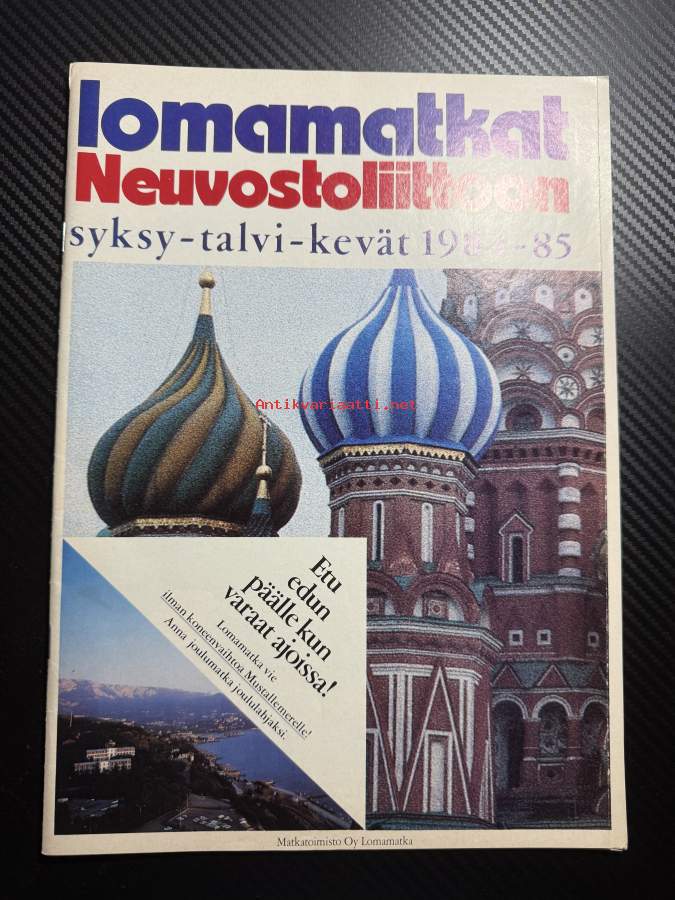 lomamatkat
Neuvostoliittoon
syksy-talvi-kevät 1984-85
Antikvariaatti.net
Etu
edun
päälle kun
varaat ajoissa!
Lomamatka vie
ilman koneenvaihtoa Mustallemerelle!
Anna joulumatka joululahjaksi.
Matkatoimisto Oy Lomamatka